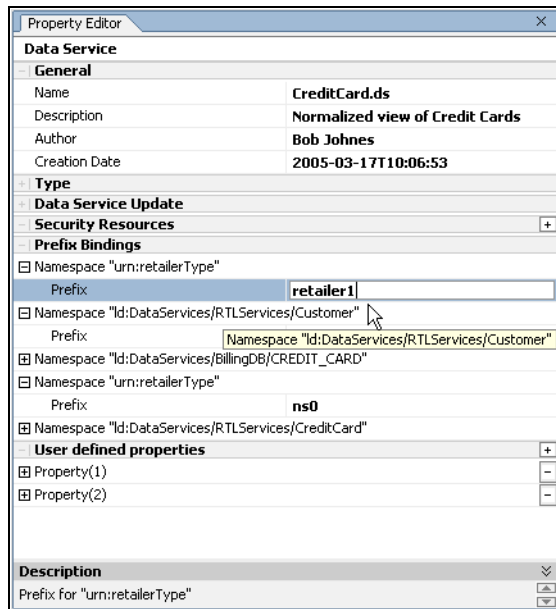 Property Editor
Data Service
General
Name CreditCard.ds
Description Normalized view of Credit Cards
Author Bob Johnes
Creation Date 2005-03-17T10:06:53
Type
Data Service Update
Security Resources
Prefix Bindings
Namespace "urn:retailerType"
Prefix retailer1
Namespace "ld:DataServices/RTLServices/Customer"
Prefix
Namespace "ld:DataServices/RTLServices/Customer"
Namespace "ld:DataServices/BillingDB/CREDIT_CARD"
Namespace "urn:retailerType"
Prefix ns0
Namespace "ld:DataServices/RTLServices/CreditCard"
User defined properties
Property(1)
Property(2)
Description
Prefix for "urn:retailerType"